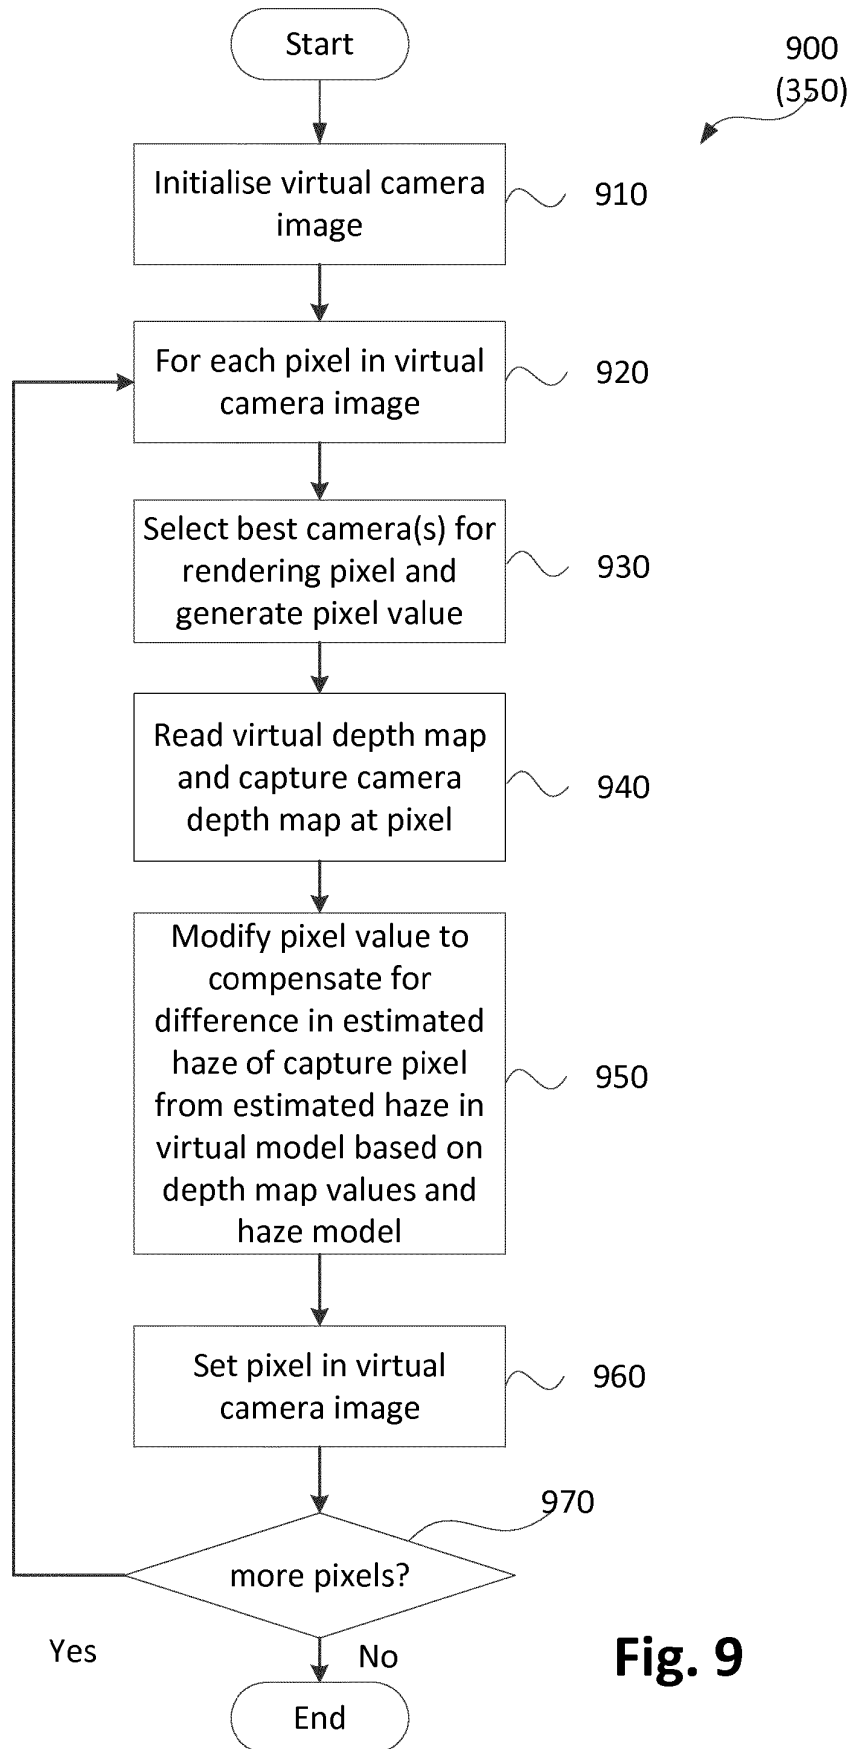 Start
900
(350)
Initialise virtual camera
image
910
For each pixel in virtual
camera image
920
Select best camera(s) for
rendering pixel and
generate pixel value
930
Read virtual depth map
and capture camera
depth map at pixel
940
Modify pixel value to
compensate for
difference in estimated
haze of capture pixel
from estimated haze in
virtual model based on
depth map values and
haze model
950
Set pixel in virtual
camera image
960
970
more pixels?
Yes
No
Fig. 9
End